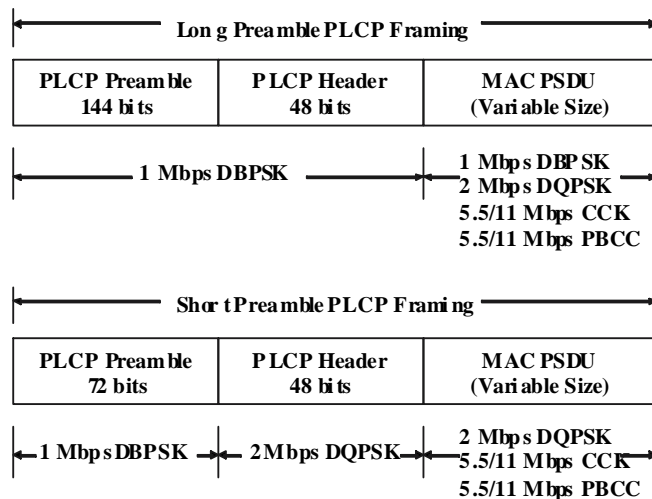 Long Preamble PLCP Framing
PLCP Preamble PLCP Header MAC PSDU
144 bits 48 bits (Variable Size)
1 Mbps DBPSK
1 Mbps DBPSK
2 Mbps DQPSK
5.5/11 Mbps CCK
5.5/11 Mbps PBCC
Short Preamble PLCP Framing
PLCP Preamble PLCP Header MAC PSDU
72 bits 48 bits (Variable Size)
1 Mbps DBPSK 2 Mbps DQPSK
2 Mbps DQPSK
5.5/11 Mbps CCK
5.5/11 Mbps PBCC